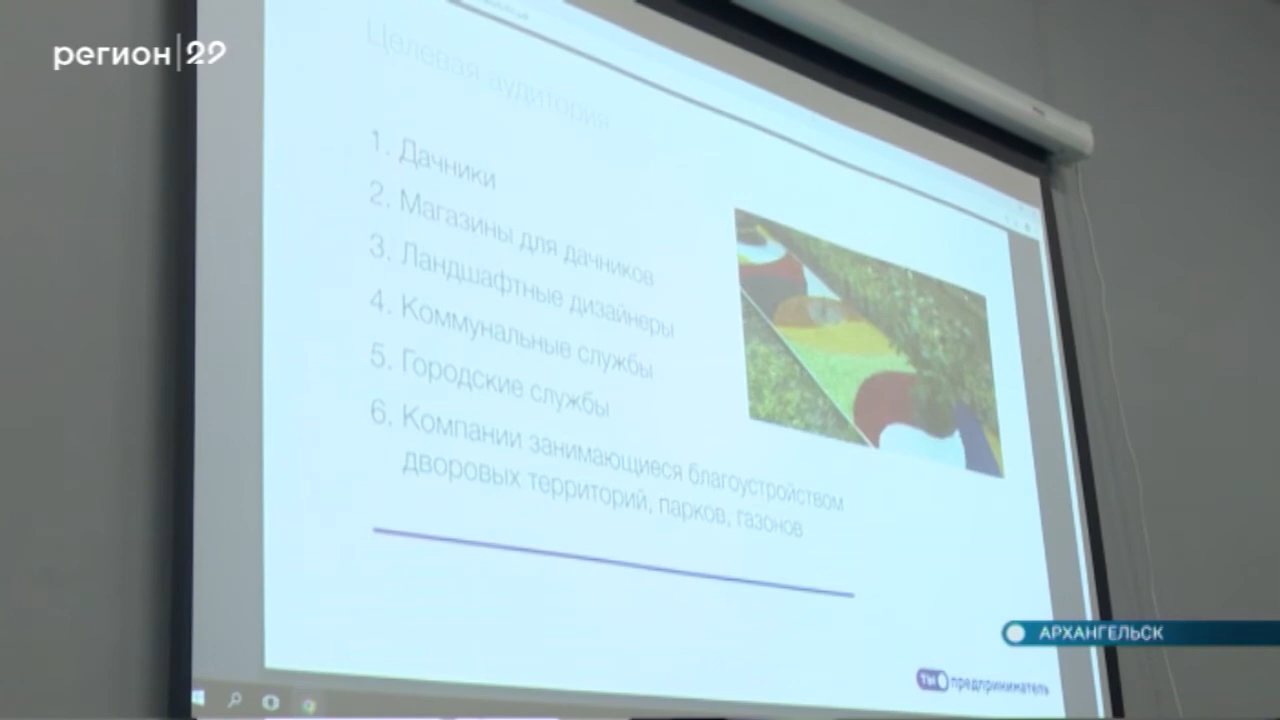 регион|29
Целевая аудитория
1. Дачники
2. Магазины для дачников
3. Ландшафтные дизайнеры
4. Коммунальные службы
5. Городские службы
6. Компании занимающиеся благоустройством
дворовых территорий, парков, газонов
АРХАНГЕЛЬСК
ТЫ предприниматель